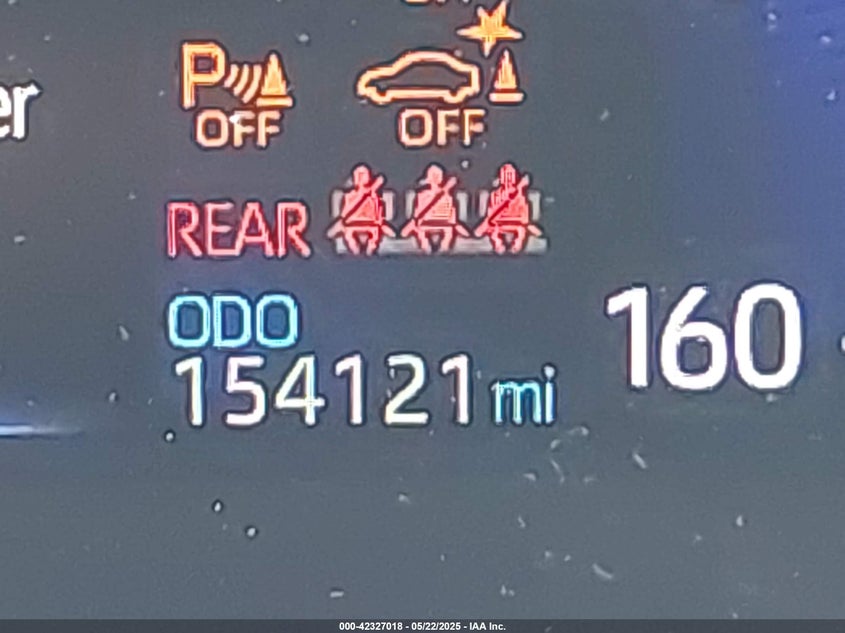 er
P
OFF
OFF
REAR
ODO
154121 mi
160
000-42327018 - 05/22/2025 - IAA Inc.